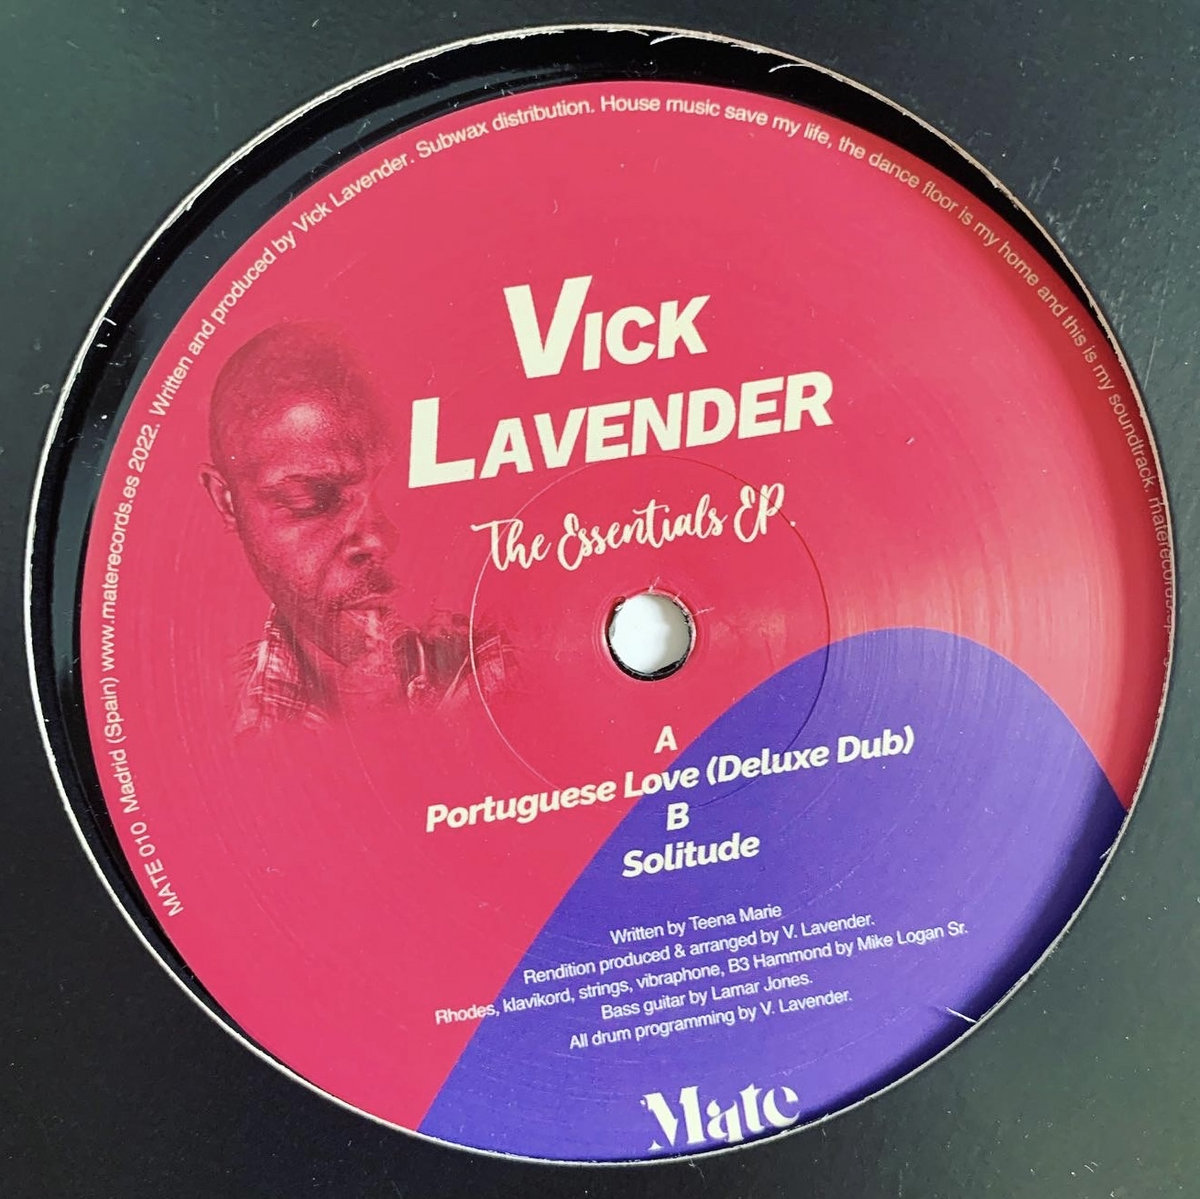 MATE 010. Madrid (Spain) www.materecords.es 2022. Written and produced by Vick Lavender. Subwax distribution. House music save my life, the dance floor is my home and this is my soundtrack.
VICK
LAVENDER
The Essentials EP.
A
Portuguese Love (Deluxe Dub)
B
Solitude
Written by Teena Marie
Rendition produced & arranged by V. Lavender.
Rhodes, klavikord, strings, vibraphone, B3 Hammond by Mike Logan Sr.
Bass guitar by Lamar Jones.
All drum programming by V. Lavender.
Mate